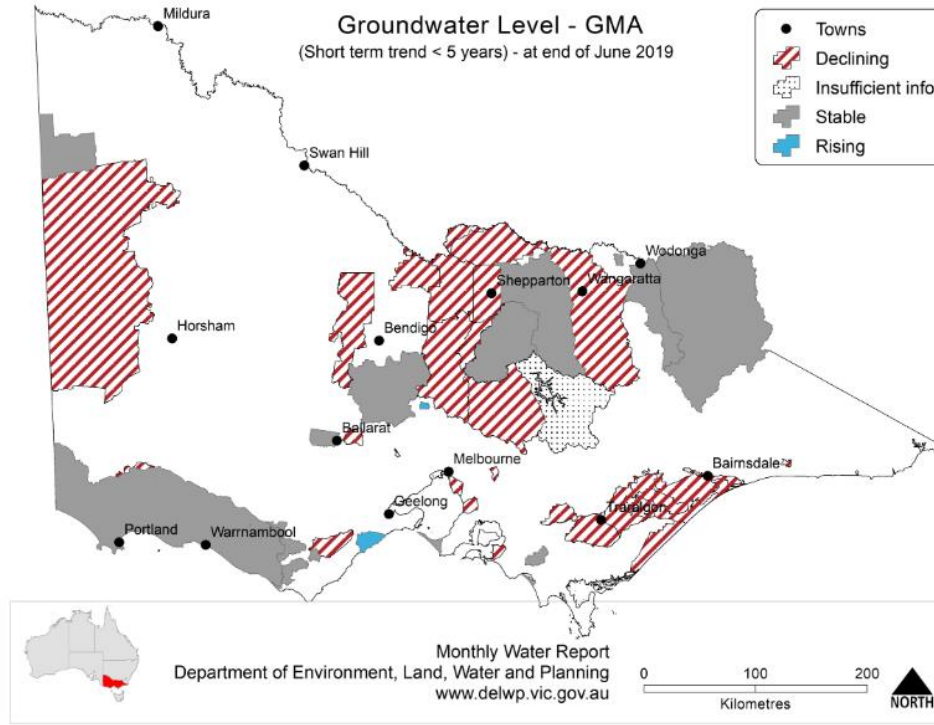 Groundwater Level - GMA
(Short term trend < 5 years) - at end of June 2019
Towns
Declining
Insufficient info
Stable
Rising
Mildura
Swan Hill
Wodonga
Shepparton
Wangaratta
Horsham
Bendigo
Ballarat
Melbourne
Bairnsdale
Geelong
Traralgon
Portland
Warrnambool
Monthly Water Report
Department of Environment, Land, Water and Planning
www.delwp.vic.gov.au
0 100 200
Kilometres
NORTH